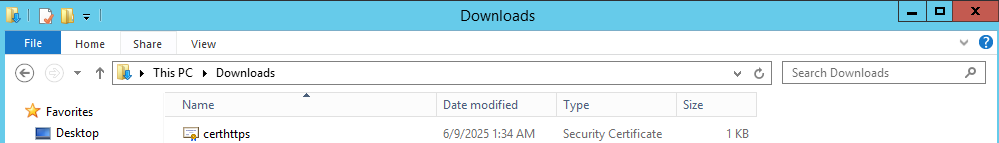 Downloads
File Home Share View
This PC Downloads Search Downloads
Favorites Name Date modified Type Size
Desktop certhttps 6/9/2025 1:34 AM Security Certificate 1 KB